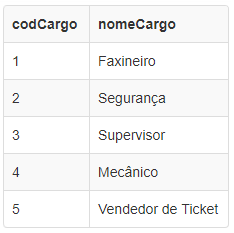 codCargo nomeCargo
1 Faxineiro
2 Segurança
3 Supervisor
4 Mecânico
5 Vendedor de Ticket